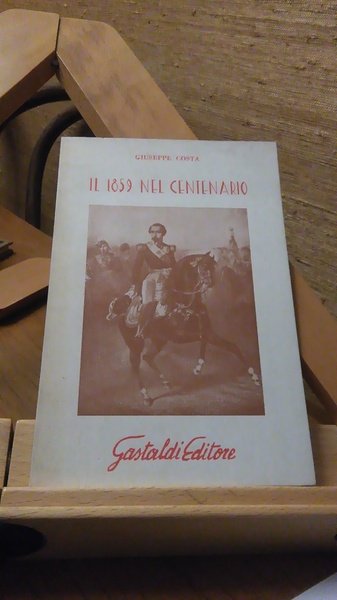 GIUSEPPE COSTA
IL 1859 NEL CENTENARIO
Gastaldi Editore